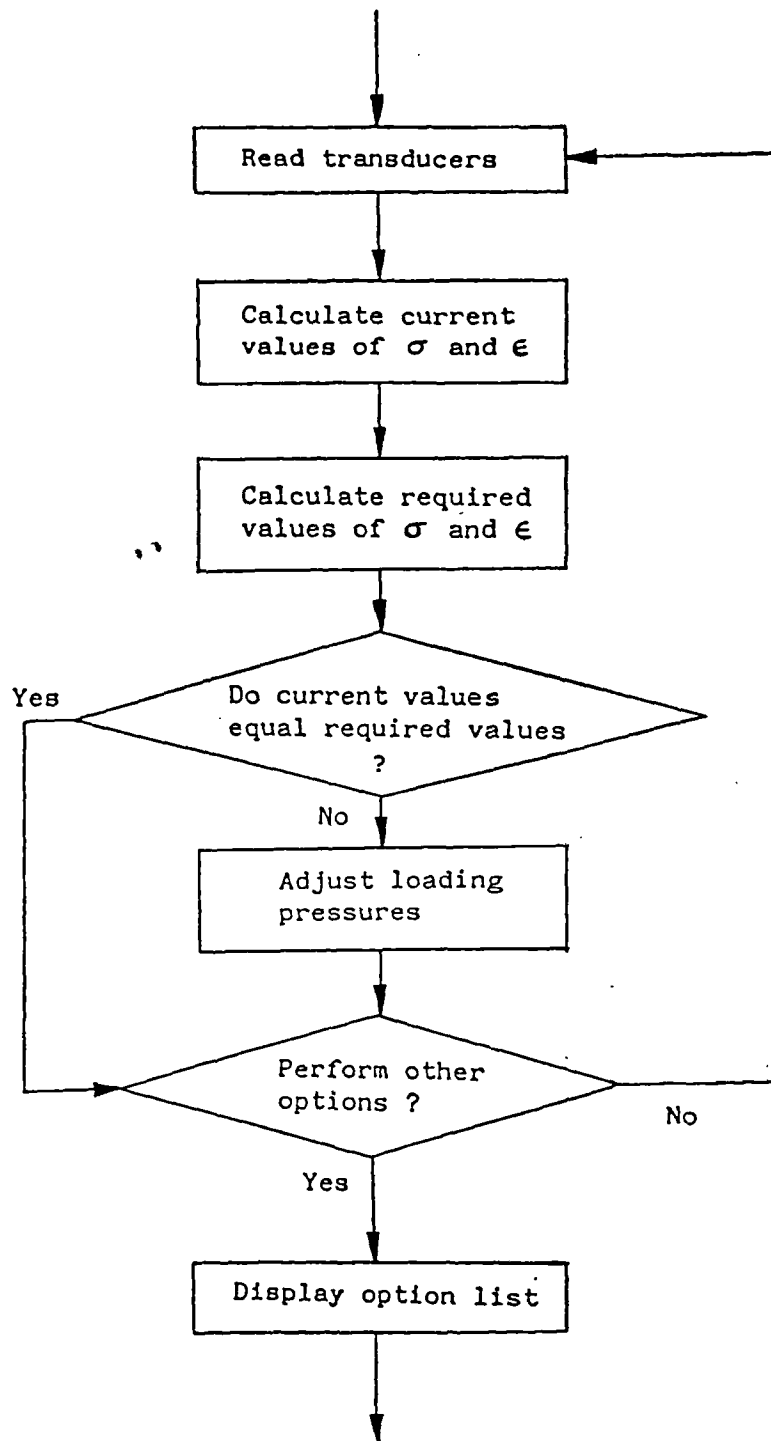 Read transducers
Calculate current
values of σ and ϵ
Calculate required
values of σ and ϵ
Yes
Do current values
equal required values
?
No
Adjust loading
pressures
Perform other
options ?
No
Yes
Display option list